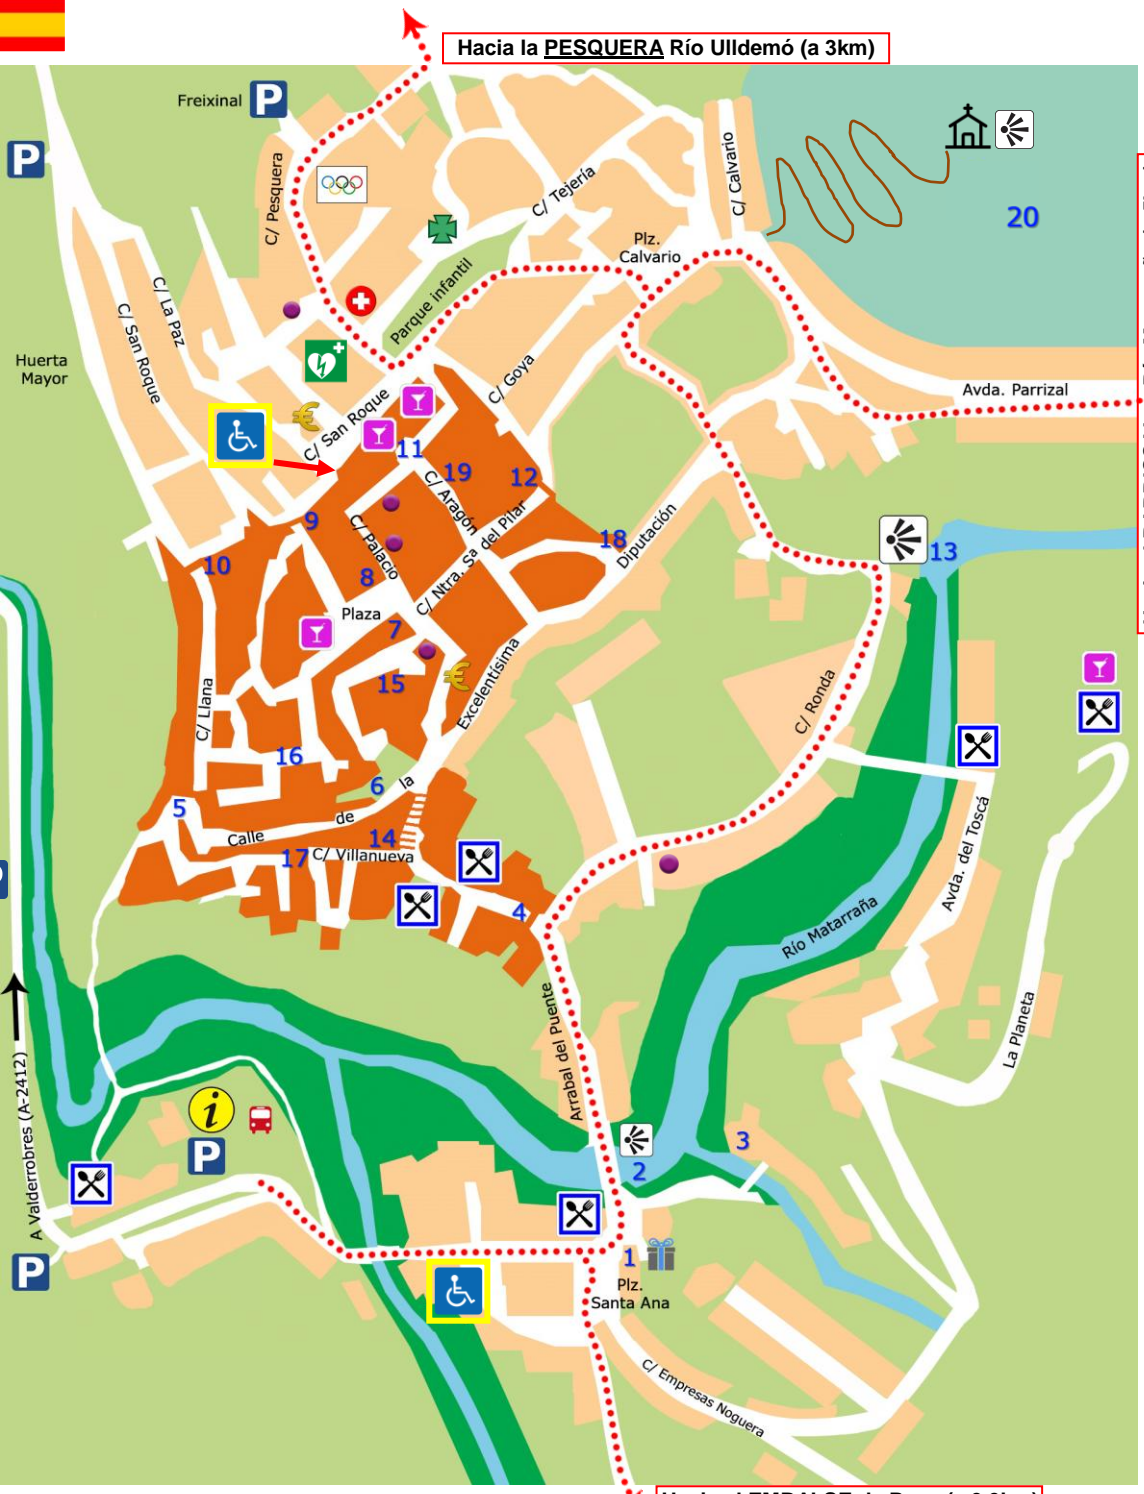 Hacia la PESQUERA Río Ulldemó (a 3km)
Freixinal
P
P
C/ Pesquera
C/ Tejería
C/ Calvario
20
Plz.
Calvario
Parque infantil
C/ La Paz
C/ San Roque
Huerta
Mayor
C/ Goya
Avda. Parrizal
C/ San Roque
€
11
19
12
C/ Aragón
9
C/ Palacio
C/ Ntra. Sa del Pilar
18
Diputación
13
10
8
Plaza
7
15
€
Excelentísima
C/ Llana
C/ Ronda
16
6
la
5
de
Calle
14
17
C/ Villanueva
4
Avda. del Toscá
Río Matarraña
Arrabal del Puente
La Planeta
A Valderrobres (A-2412)
i
P
3
2
P
1
Plz.
Santa Ana
C/ Empresas Noguera